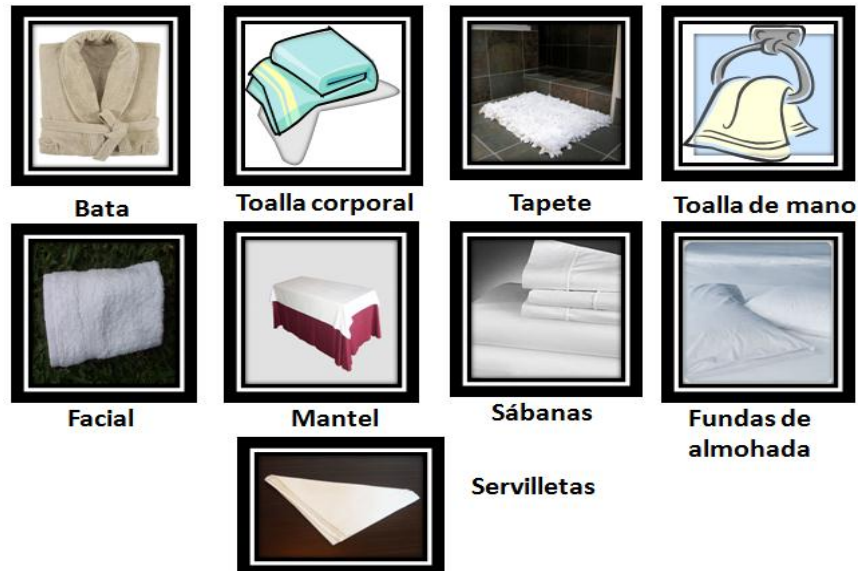 Bata
Toalla corporal
Tapete
Toalla de mano
Facial
Mantel
Sábanas
Fundas de
almohada
Servilletas